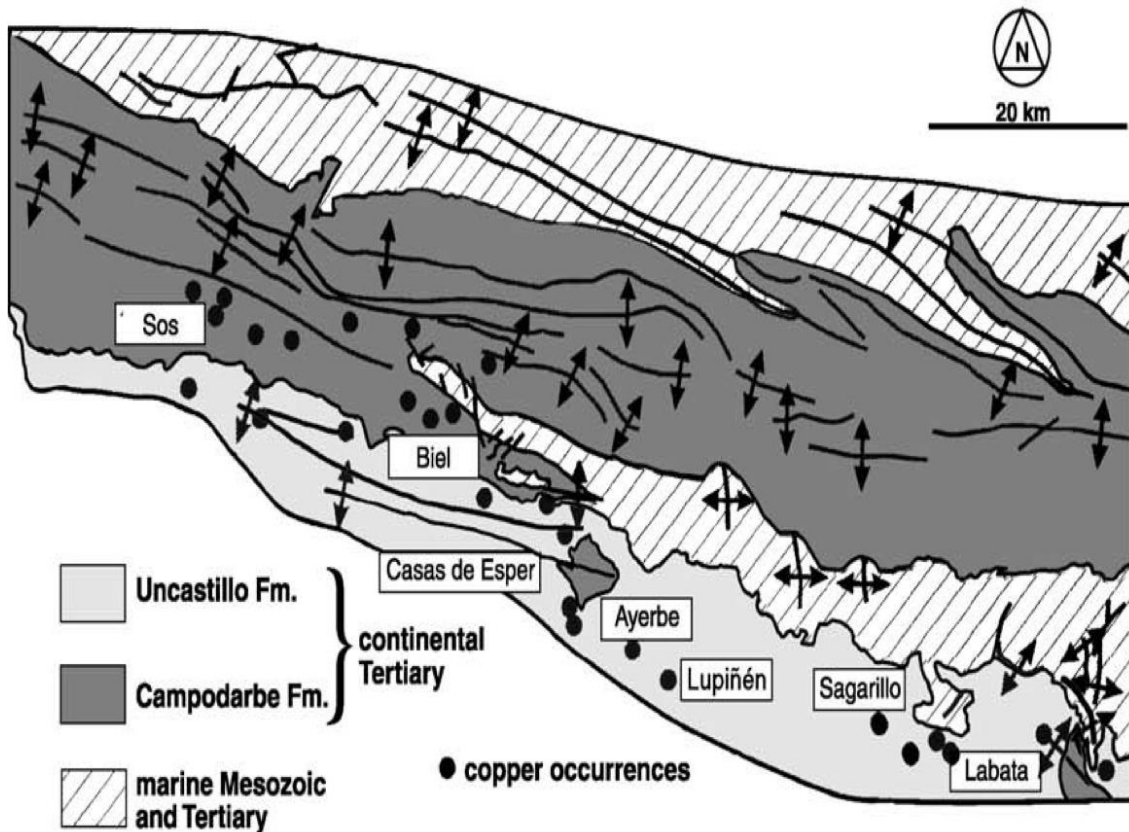 N
20 km
Sos
Biel
Casas de Esper
Ayerbe
Lupiñén
Sagarillo
Labata
Uncastillo Fm.
Campodarbe Fm.
continental
Tertiary
marine Mesozoic
and Tertiary
copper occurrences